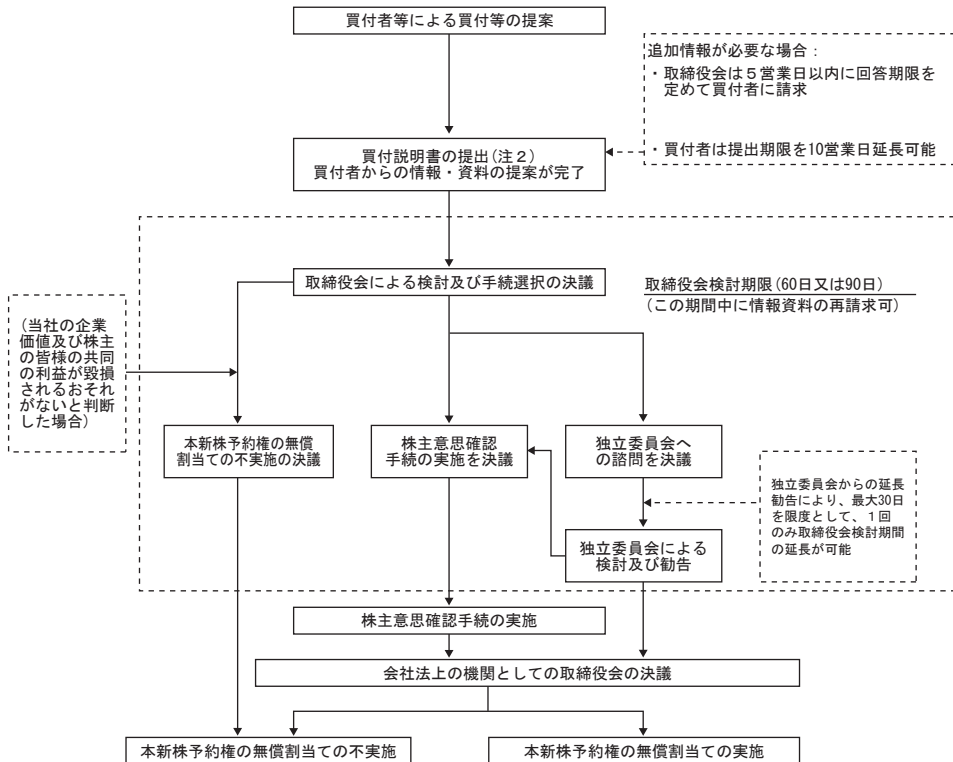 買付者等による買付等の提案
追加情報が必要な場合：
・取締役会は５営業日以内に回答期限を
定めて買付者に請求
・買付者は提出期限を10営業日延長可能
買付説明書の提出(注２)
買付者からの情報・資料の提案が完了
取締役会による検討及び手続選択の決議
取締役会検討期限(60日又は90日)
(この期間中に情報資料の再請求可)
(当社の企業
価値及び株主
の皆様の共同
の利益が毀損
されるおそれ
がないと判断
した場合)
本新株予約権の無償
割当ての不実施の決議
株主意思確認
手続の実施を決議
独立委員会へ
の諮問を決議
独立委員会からの延長
勧告により、最大30日
を限度として、１回
のみ取締役会検討期間
の延長が可能
独立委員会による
検討及び勧告
株主意思確認手続の実施
会社法上の機関としての取締役会の決議
本新株予約権の無償割当ての不実施
本新株予約権の無償割当ての実施